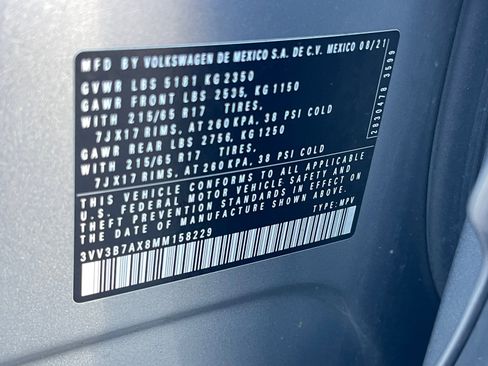 MFD BY VOLKSWAGEN DE MEXICO S.A. DE C.V. MEXICO 08/21
GVWR LBS 5181 KG 2350
GAWR FRONT LBS 2535, KG 1150
WITH 215/65 R17 TIRES,
7JX17 RIMS, AT 260 KPA, 38 PSI COLD
GAWR REAR LBS 2756, KG 1250
WITH 215/65 R17 TIRES,
7JX17 RIMS, AT 260 KPA, 38 PSI COLD
THIS VEHICLE CONFORMS TO ALL APPLICABLE
U.S. FEDERAL MOTOR VEHICLE SAFETY AND
THEFT PREVENTION STANDARDS IN EFFECT ON
THE DATE OF MANUFACTURE SHOWN ABOVE.
3VV3B7AX8MM158229 TYPE: MPV
2830478 3599